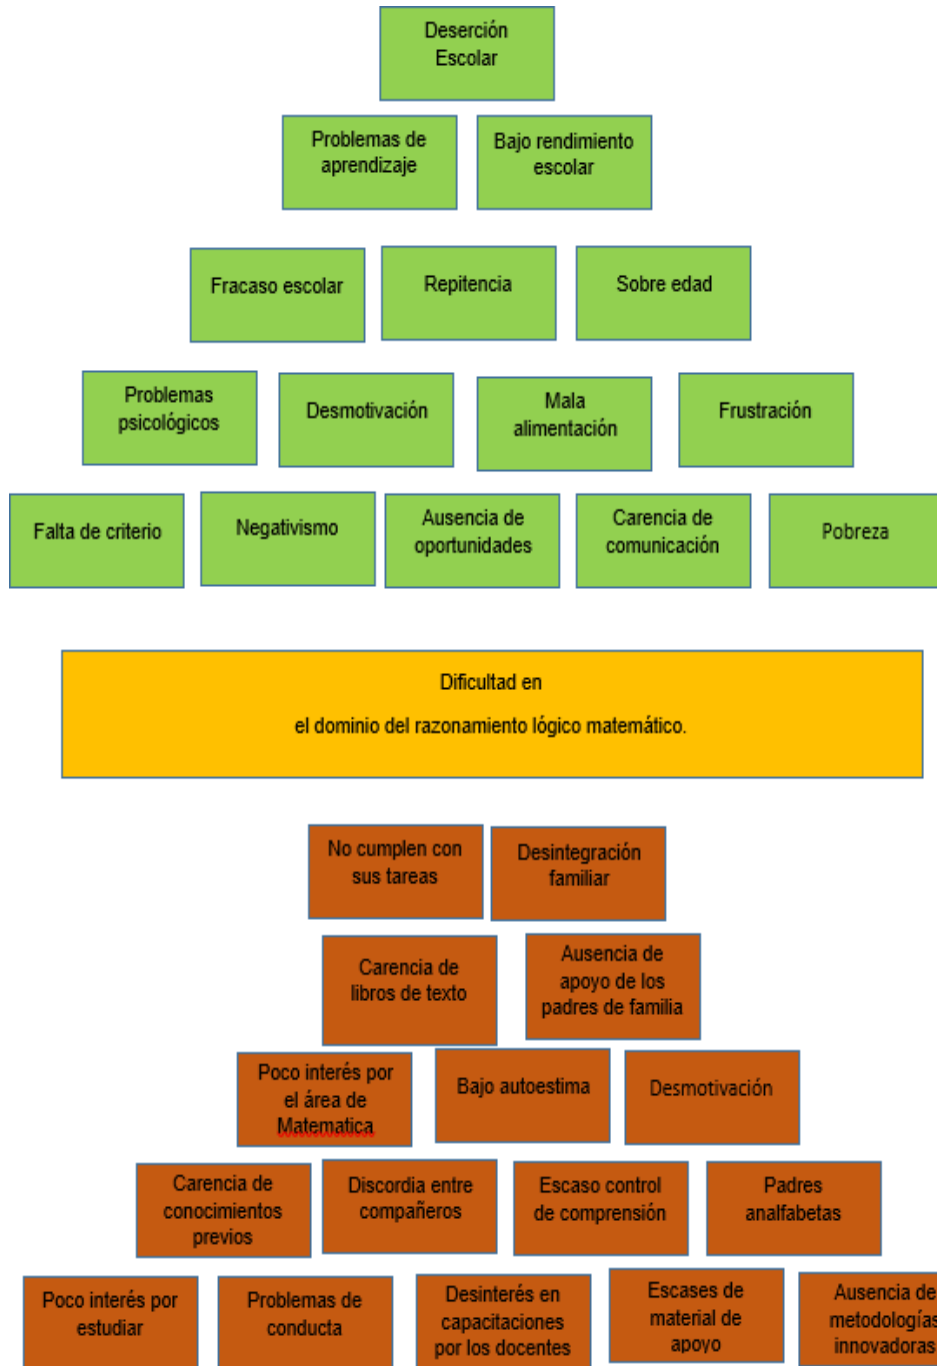 Deserción
Escolar
Problemas de
aprendizaje
Bajo rendimiento
escolar
Fracaso escolar
Repitencia
Sobre edad
Problemas
psicológicos
Desmotivación
Mala
alimentación
Frustración
Falta de criterio
Negativismo
Ausencia de
oportunidades
Carencia de
comunicación
Pobreza
Dificultad en
el dominio del razonamiento lógico matemático.
No cumplen con
sus tareas
Desintegración
familiar
Carencia de
libros de texto
Ausencia de
apoyo de los
padres de familia
Poco interés por
el área de
Matematica
Bajo autoestima
Desmotivación
Carencia de
conocimientos
previos
Discordia entre
compañeros
Escaso control
de comprensión
Padres
analfabetas
Poco interés por
estudiar
Problemas de
conducta
Desinterés en
capacitaciones
por los docentes
Escases de
material de
apoyo
Ausencia de
metodologías
innovadoras